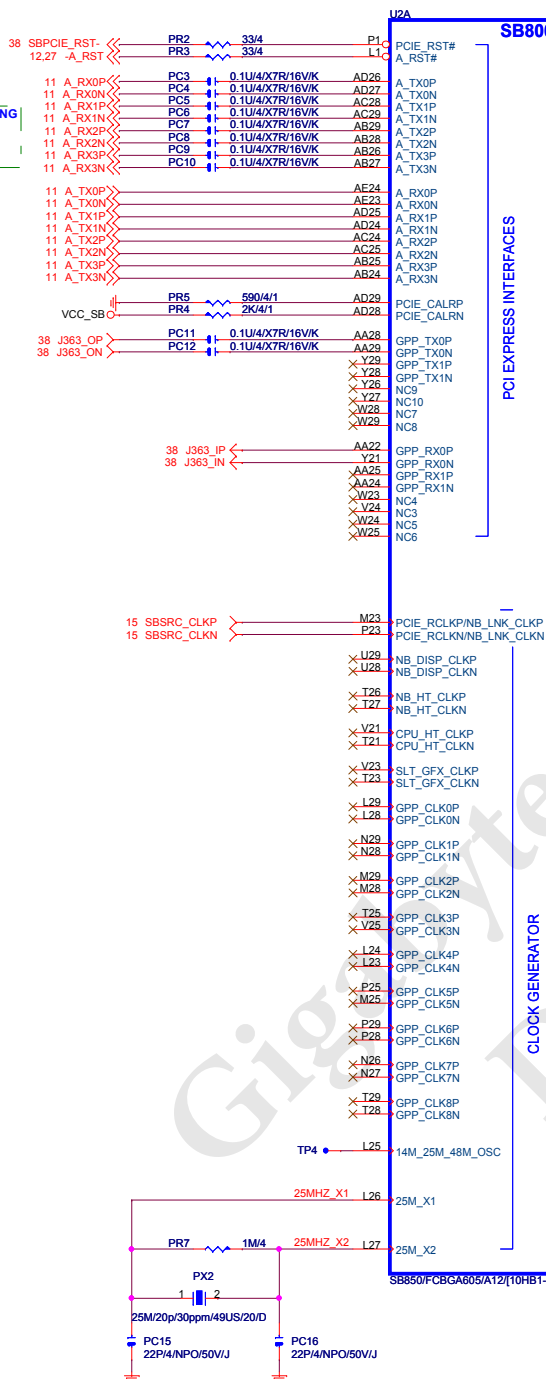 U2A
SB800
38 SBPCIE_RST- PR2 33/4 P1 PCIE_RST#
12,27 -A_RST PR3 33/4 L1 A_RST#
11 A_RX0P PC3 0.1U/4/X7R/16V/K AD26 A_TX0P
11 A_RX0N PC4 0.1U/4/X7R/16V/K AD27 A_TX0N
NG
11 A_RX1P PC5 0.1U/4/X7R/16V/K AC28 A_TX1P
11 A_RX1N PC6 0.1U/4/X7R/16V/K AC29 A_TX1N
11 A_RX2P PC7 0.1U/4/X7R/16V/K AB29 A_TX2P
11 A_RX2N PC8 0.1U/4/X7R/16V/K AB28 A_TX2N
11 A_RX3P PC9 0.1U/4/X7R/16V/K AB26 A_TX3P
11 A_RX3N PC10 0.1U/4/X7R/16V/K AB27 A_TX3N
11 A_TX0P AE24 A_RX0P
11 A_TX0N AE23 A_RX0N
11 A_TX1P AD25 A_RX1P
11 A_TX1N AD24 A_RX1N
11 A_TX2P AC24 A_RX2P
11 A_TX2N AC25 A_RX2N
11 A_TX3P AB25 A_RX3P
11 A_TX3N AB24 A_RX3N
PR5 590/4/1 AD29 PCIE_CALRP
VCC_SB PR4 2K/4/1 AD28 PCIE_CALRN
38 J363_OP PC11 0.1U/4/X7R/16V/K AA28 GPP_TX0P
38 J363_ON PC12 0.1U/4/X7R/16V/K AA29 GPP_TX0N
Y29 GPP_TX1P
Y28 GPP_TX1N
Y26 NC9
Y27 NC10
W28 NC7
W29 NC8
38 J363_IP AA22 GPP_RX0P
38 J363_IN Y21 GPP_RX0N
AA25 GPP_RX1P
AA24 GPP_RX1N
W23 NC4
V24 NC3
W24 NC5
W25 NC6
PCI EXPRESS INTERFACES
15 SBSRC_CLKP M23 PCIE_RCLKP/NB_LNK_CLKP
15 SBSRC_CLKN P23 PCIE_RCLKN/NB_LNK_CLKN
U29 NB_DISP_CLKP
U28 NB_DISP_CLKN
T26 NB_HT_CLKP
T27 NB_HT_CLKN
V21 CPU_HT_CLKP
T21 CPU_HT_CLKN
V23 SLT_GFX_CLKP
T23 SLT_GFX_CLKN
L29 GPP_CLK0P
L28 GPP_CLK0N
N29 GPP_CLK1P
N28 GPP_CLK1N
M29 GPP_CLK2P
M28 GPP_CLK2N
T25 GPP_CLK3P
V25 GPP_CLK3N
L24 GPP_CLK4P
L23 GPP_CLK4N
P25 GPP_CLK5P
M25 GPP_CLK5N
P29 GPP_CLK6P
P28 GPP_CLK6N
N26 GPP_CLK7P
N27 GPP_CLK7N
T29 GPP_CLK8P
T28 GPP_CLK8N
CLOCK GENERATOR
TP4 L25 14M_25M_48M_OSC
25MHZ_X1 L26 25M_X1
PR7 1M/4 25MHZ_X2 L27 25M_X2
PX2
1 2
25M/20p/30ppm/49US/20/D
SB850/FCBGA605/A12/[10HB1-
PC15 PC16
22P/4/NPO/50V/J 22P/4/NPO/50V/J
Gigabyte